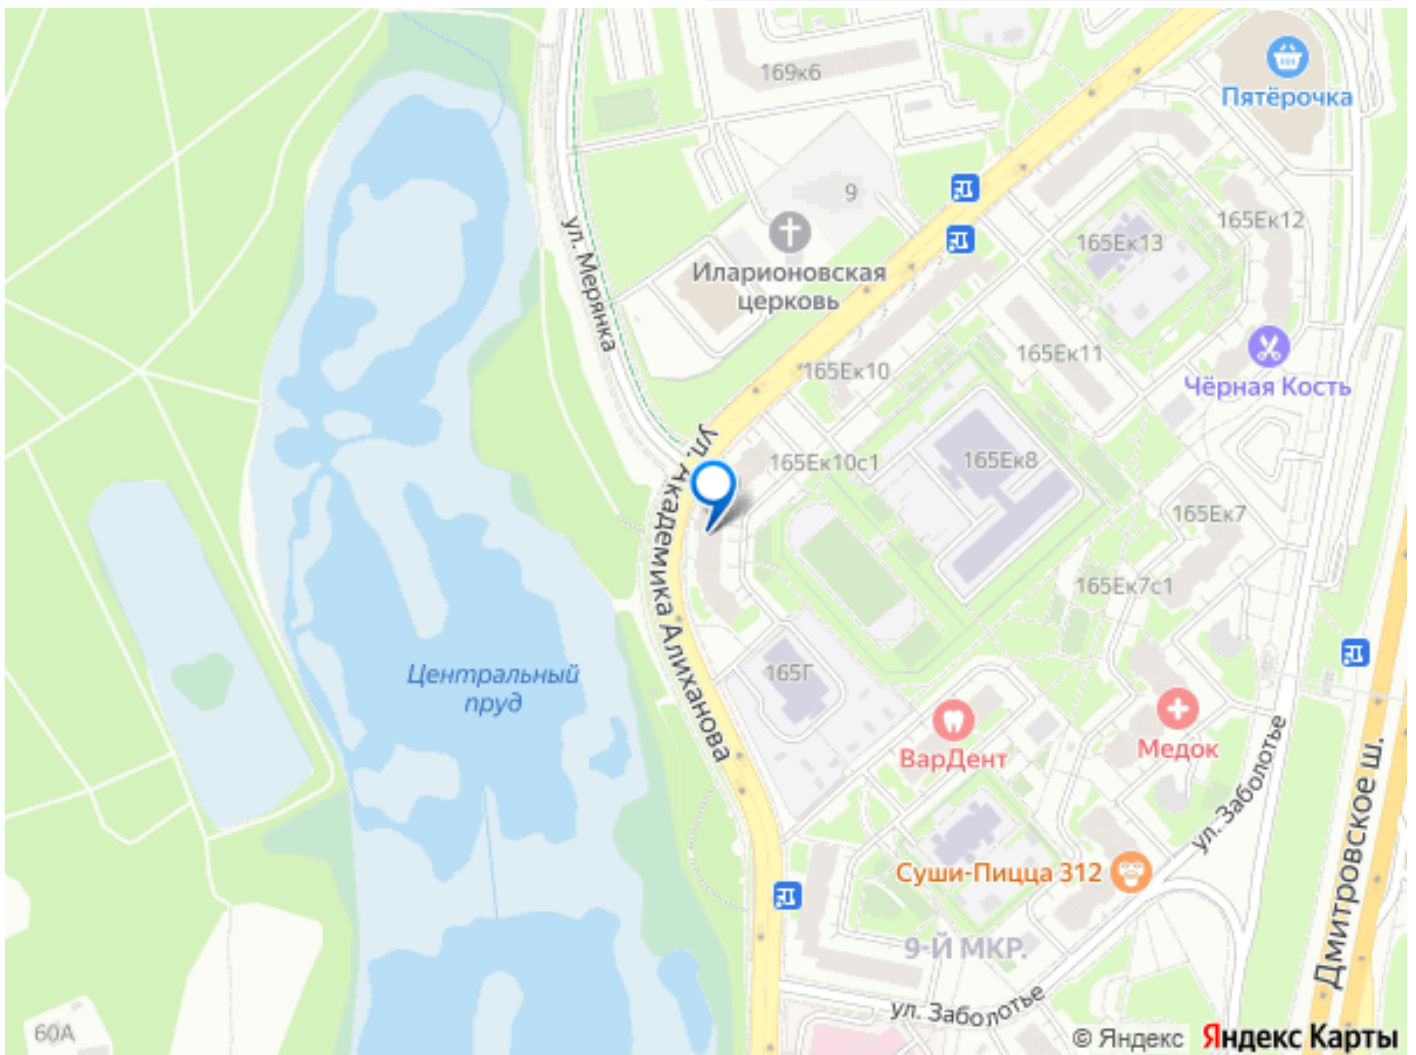 169к6
Пятёрочка
9
165Ек12
165Ек13
ул. Мерянка
Иларионовская
церковь
165Ек11
165Ек10
Чёрная Кость
ул. Академика Алиханова
165Ек10с1
165Ек8
165Ек7
165Ек7с1
Центральный
пруд
165Г
ВарДент
Медок
ул. Заболотье
Дмитровское ш.
Суши-Пицца 312
9-Й МКР.
ул. Заболотье
60А
© Яндекс Яндекс Карты